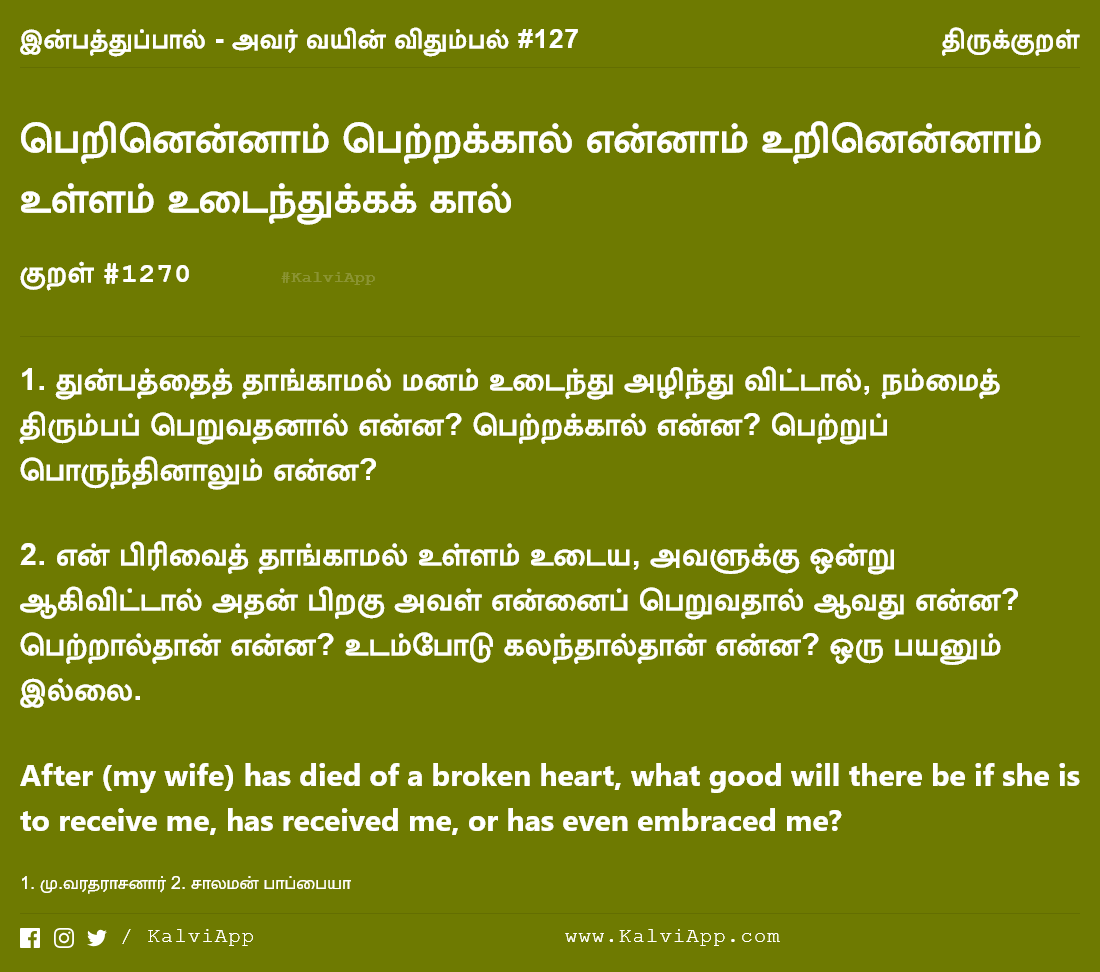 இன்பத்துப்பால் - அவர் வயின் விதும்பல் #127 திருக்குறள்
பெறினென்னாம் பெற்றக்கால் என்னாம் உறினென்னாம்
உள்ளம் உடைந்துக்கக் கால்
குறள் #1270 #KalviApp
1. துன்பத்தைத் தாங்காமல் மனம் உடைந்து அழிந்து விட்டால், நம்மைத்
திரும்பப் பெறுவதனால் என்ன? பெற்றக்கால் என்ன? பெற்றுப்
பொருந்தினாலும் என்ன?
2. என் பிரிவைத் தாங்காமல் உள்ளம் உடைய, அவளுக்கு ஒன்று
ஆகிவிட்டால் அதன் பிறகு அவள் என்னைப் பெறுவதால் ஆவது என்ன?
பெற்றால்தான் என்ன? உடம்போடு கலந்தால்தான் என்ன? ஒரு பயனும்
இல்லை.
After (my wife) has died of a broken heart, what good will there be if she is
to receive me, has received me, or has even embraced me?
1. மு.வரதராசனார் 2. சாலமன் பாப்பையா
/ KalviApp www.KalviApp.com